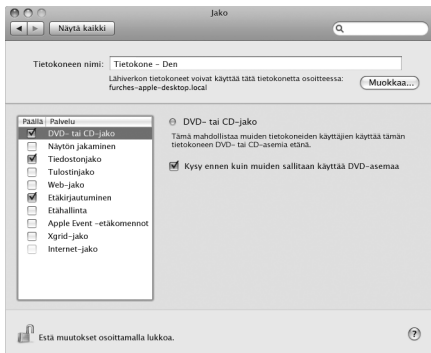 Jako
Näytä kaikki
Tietokoneen nimi: Tietokone – Den
Lähiverkon tietokoneet voivat käyttää tätä tietokonetta osoitteessa:
furches-apple-desktop.local
Muokkaa...
Päällä Palvelu
DVD- tai CD-jako
Näytön jakaminen
Tiedostonjako
Tulostinjako
Web-jako
Etäkirjautuminen
Etähallinta
Apple Event -etäkomennot
Xgrid-jako
Internet-jako
DVD- tai CD-jako
Tämä mahdollistaa muiden tietokoneiden käyttäjien käyttää tämän
tietokoneen DVD- tai CD-asemia etänä.
Kysy ennen kuin muiden sallitaan käyttää DVD-asemaa
Estä muutokset osoittamalla lukkoa.
?